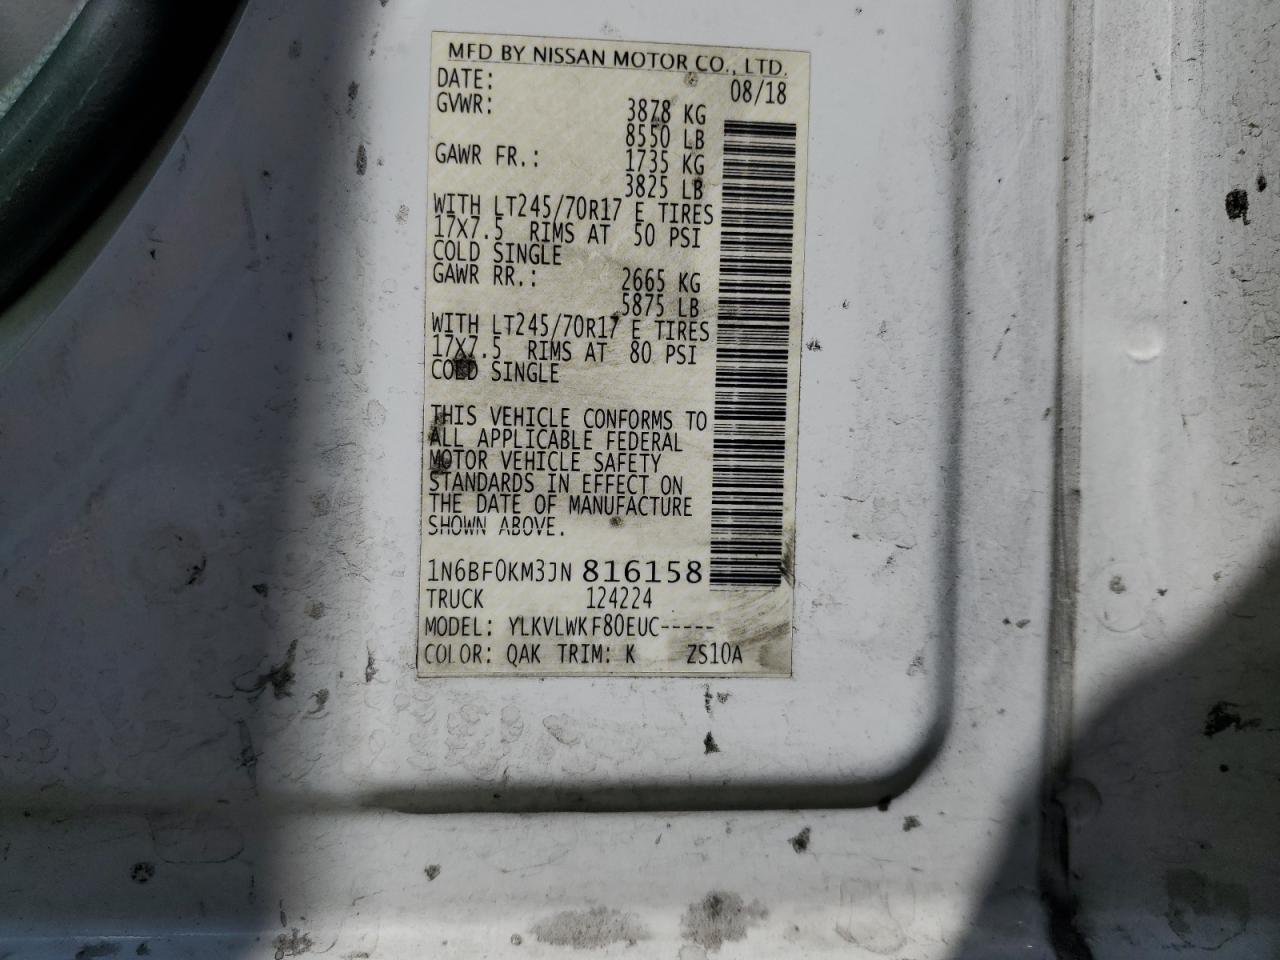 MFD BY NISSAN MOTOR CO., LTD.
DATE: 08/18
GVWR: 3878 KG
8550 LB
GAWR FR.: 1735 KG
3825 LB
WITH LT245/70R17 E TIRES
17X7.5 RIMS AT 50 PSI
COLD SINGLE
GAWR RR.: 2665 KG
5875 LB
WITH LT245/70R17 E TIRES
17X7.5 RIMS AT 80 PSI
COLD SINGLE
THIS VEHICLE CONFORMS TO
ALL APPLICABLE FEDERAL
MOTOR VEHICLE SAFETY
STANDARDS IN EFFECT ON
THE DATE OF MANUFACTURE
SHOWN ABOVE.
1N6BF0KM3JN 816158
TRUCK 124224
MODEL: YLKVLWKF80EUC-----
COLOR: QAK TRIM: K ZS10A